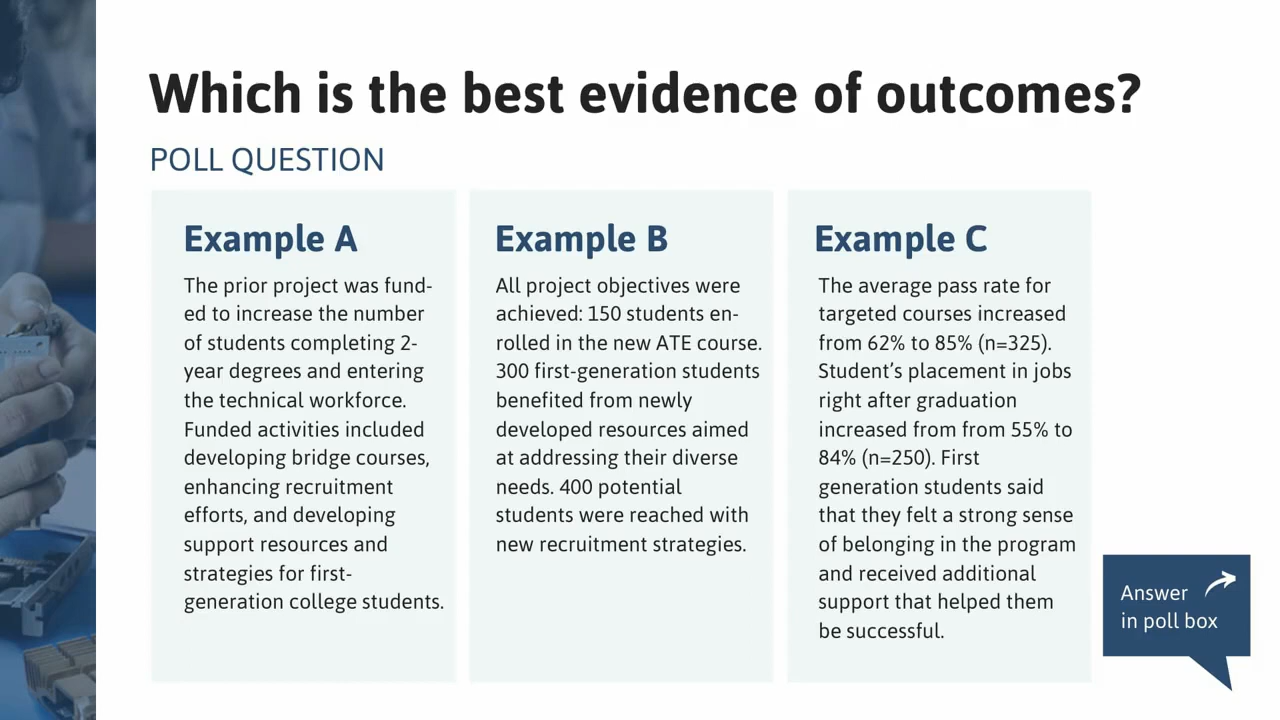 Which is the best evidence of outcomes?
POLL QUESTION
Example A
The prior project was fund-
ed to increase the number
of students completing 2-
year degrees and entering
the technical workforce.
Funded activities included
developing bridge courses,
enhancing recruitment
efforts, and developing
support resources and
strategies for first-
generation college students.
Example B
All project objectives were
achieved: 150 students en-
rolled in the new ATE course.
300 first-generation students
benefited from newly
developed resources aimed
at addressing their diverse
needs. 400 potential
students were reached with
new recruitment strategies.
Example C
The average pass rate for
targeted courses increased
from 62% to 85% (n=325).
Student’s placement in jobs
right after graduation
increased from from 55% to
84% (n=250). First
generation students said
that they felt a strong sense
of belonging in the program
and received additional
support that helped them
be successful.
Answer
in poll box